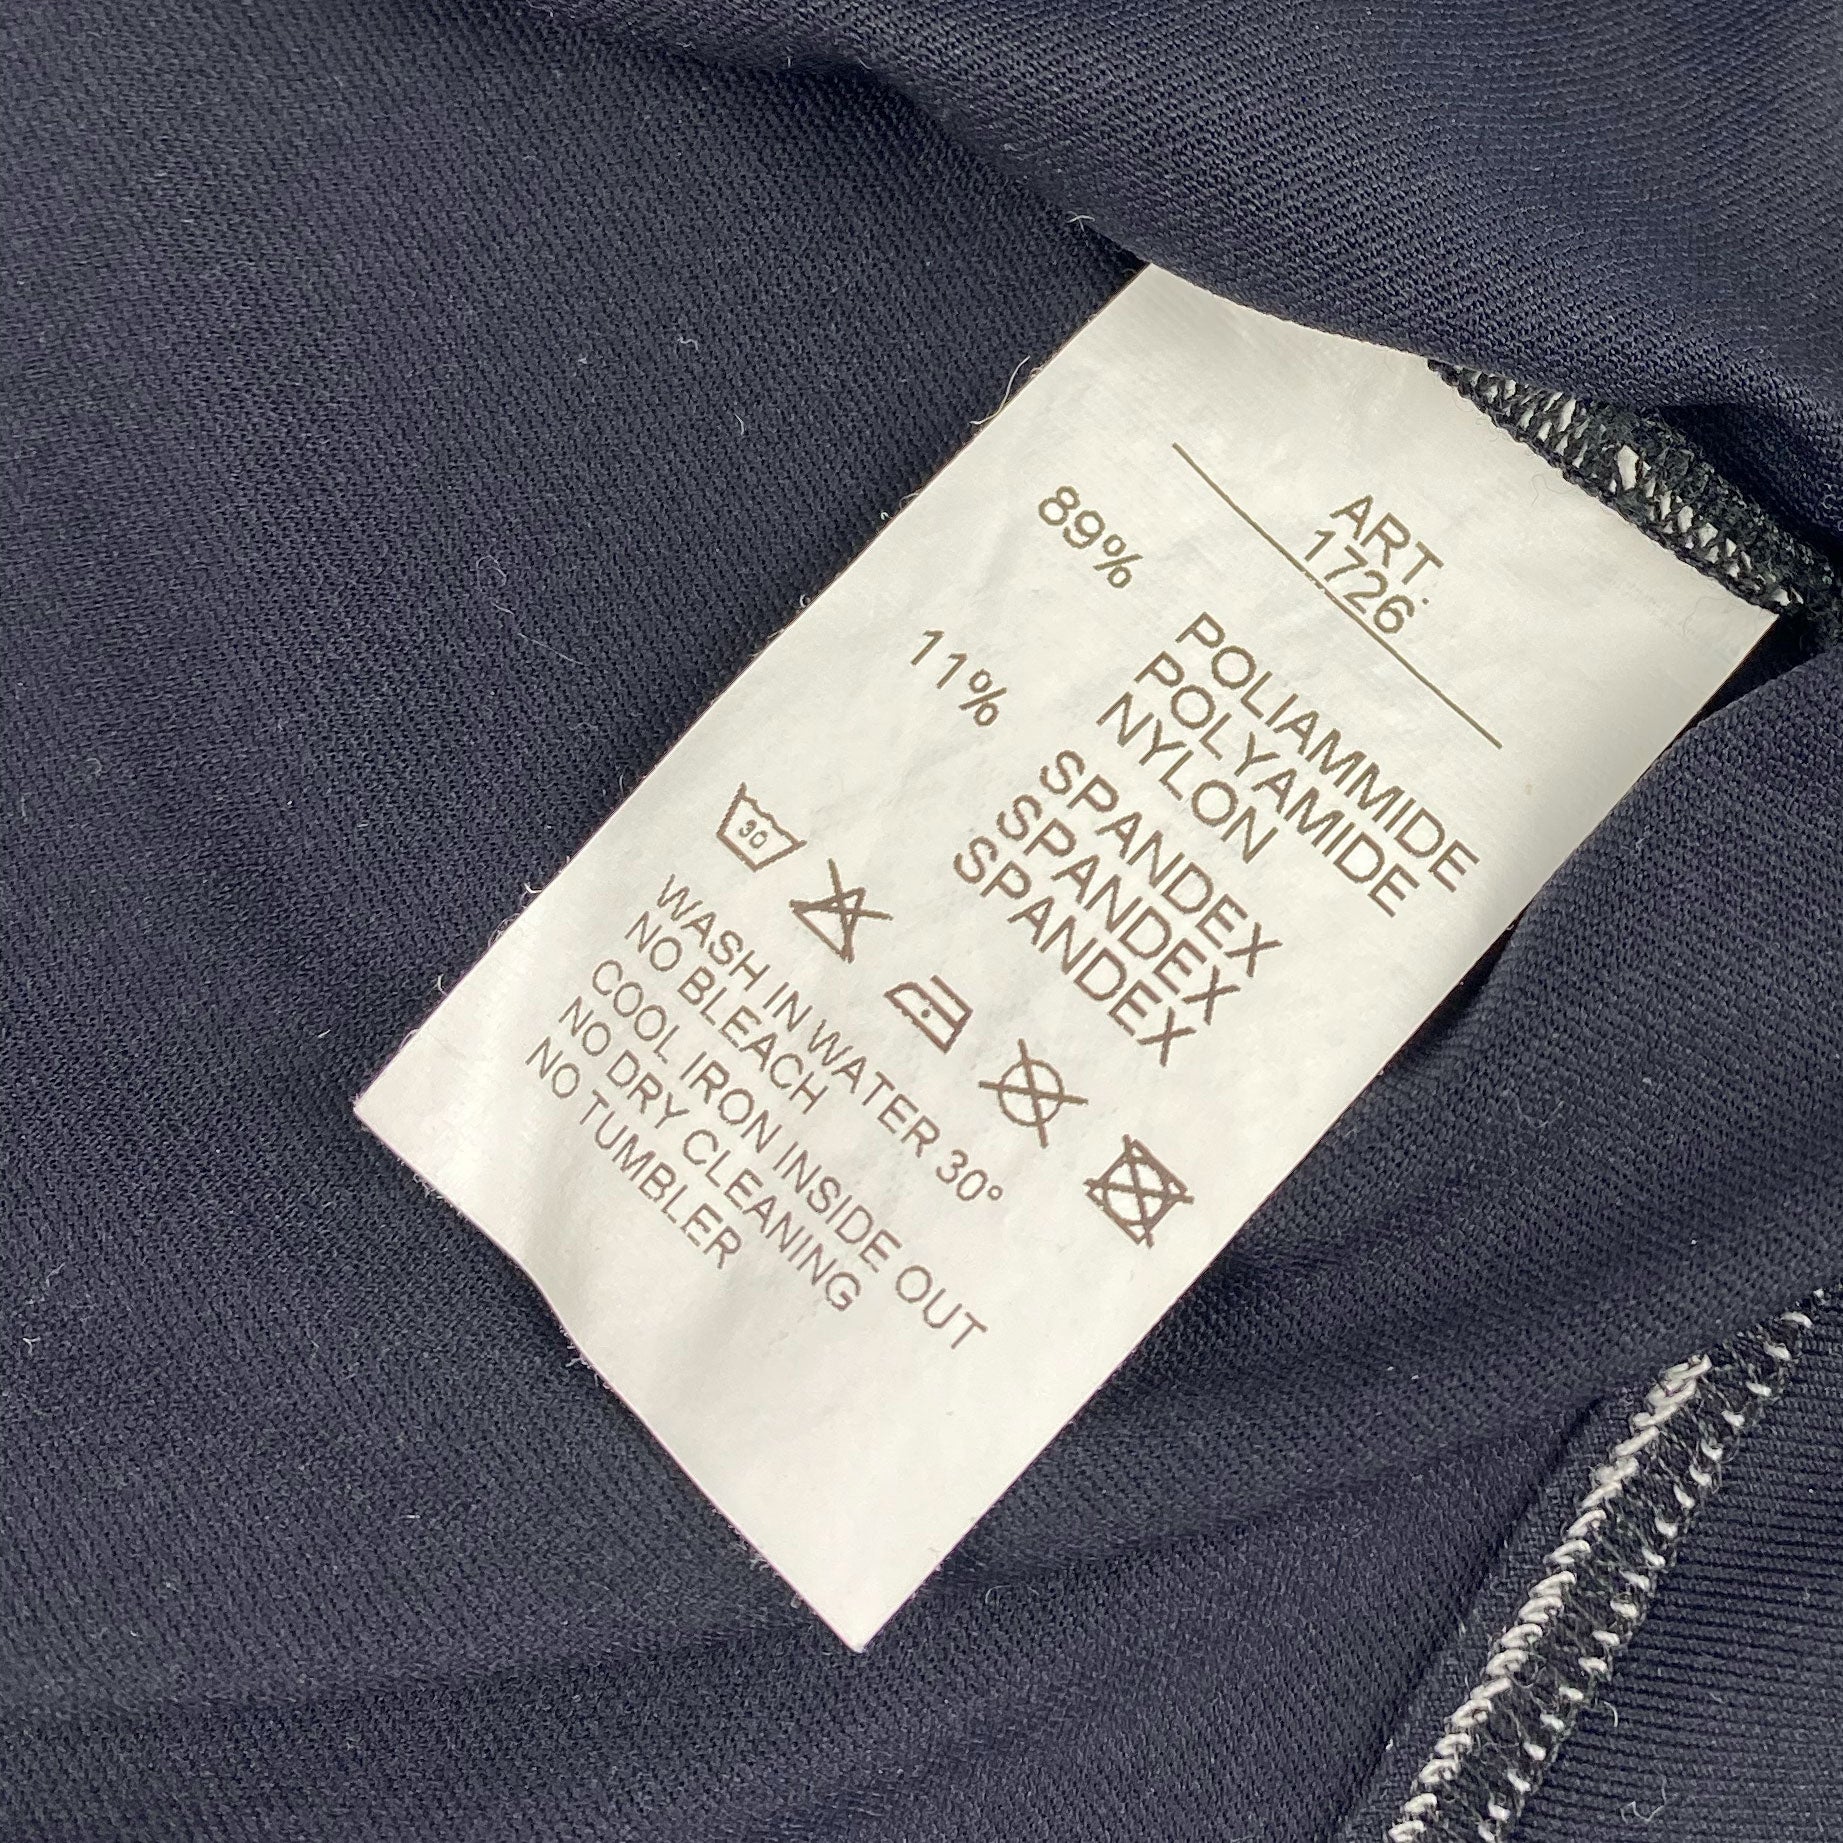 ART.
1726
89% POLIAMMIDE
POLYAMIDE
NYLON
11% SPANDEX
SPANDEX
SPANDEX
30
WASH IN WATER 30°
NO BLEACH
COOL IRON INSIDE OUT
NO DRY CLEANING
NO TUMBLER